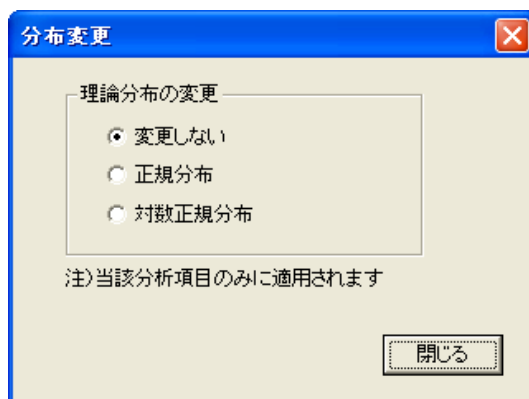 分布変更
理論分布の変更
変更しない
正規分布
対数正規分布
注)当該分析項目のみに適用されます
閉じる